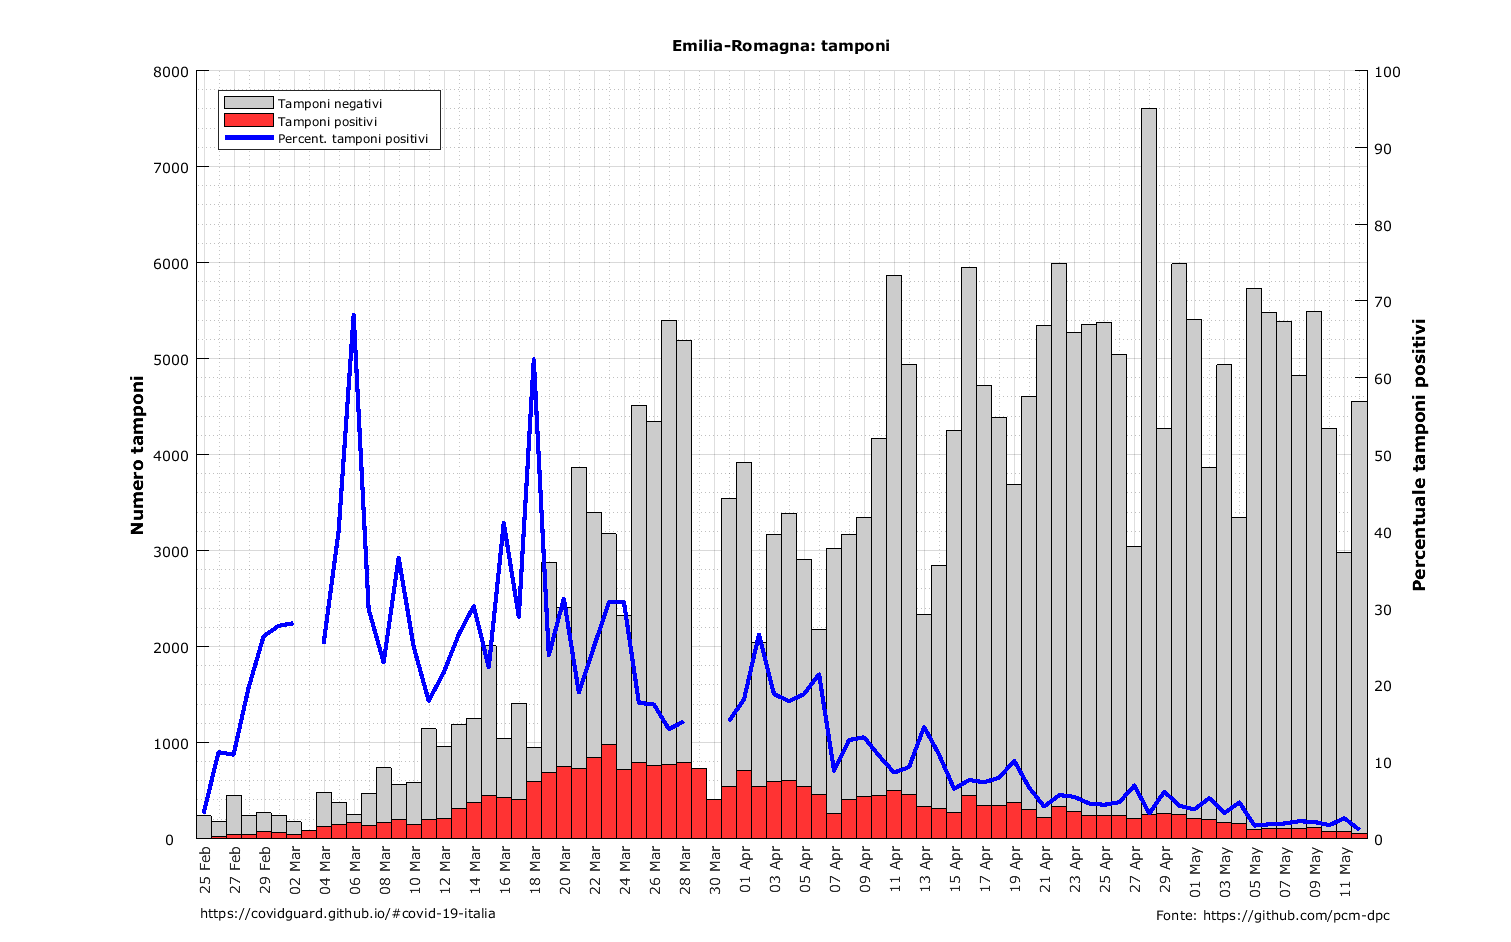 Emilia-Romagna: tamponi
8000
7000
6000
5000
4000
3000
2000
1000
0
Numero tamponi
Tamponi negativi
Tamponi positivi
Percent. tamponi positivi
100
90
80
70
60
50
40
30
20
10
0
Percentuale tamponi positivi
25 Feb
27 Feb
29 Feb
02 Mar
04 Mar
06 Mar
08 Mar
10 Mar
12 Mar
14 Mar
16 Mar
18 Mar
20 Mar
22 Mar
24 Mar
26 Mar
28 Mar
30 Mar
01 Apr
03 Apr
05 Apr
07 Apr
09 Apr
11 Apr
13 Apr
15 Apr
17 Apr
19 Apr
21 Apr
23 Apr
25 Apr
27 Apr
29 Apr
01 May
03 May
05 May
07 May
09 May
11 May
https://covidguard.github.io/#covid-19-italia
Fonte: https://github.com/pcm-dpc